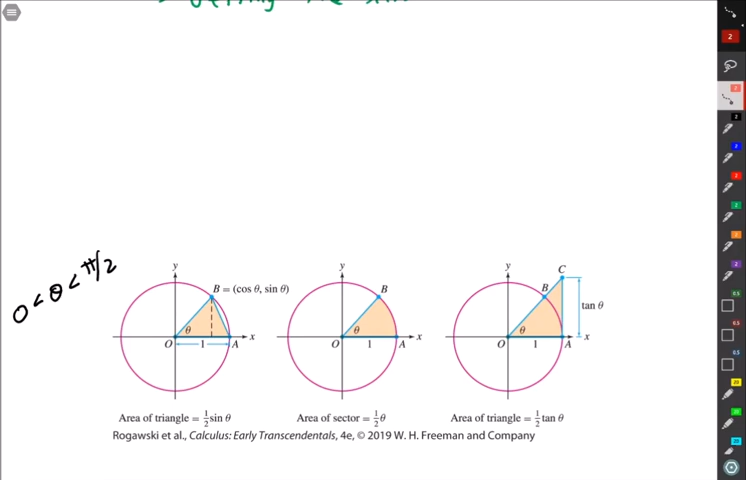 0 < θ < π/2
y
B = (cos θ, sin θ)
θ
O
1
A
x
y
B
θ
O
1
A
x
y
C
B
tan θ
θ
O
1
A
x
Area of triangle = 1/2 sin θ
Area of sector = 1/2 θ
Area of triangle = 1/2 tan θ
Rogawski et al., Calculus: Early Transcendentals, 4e, © 2019 W. H. Freeman and Company